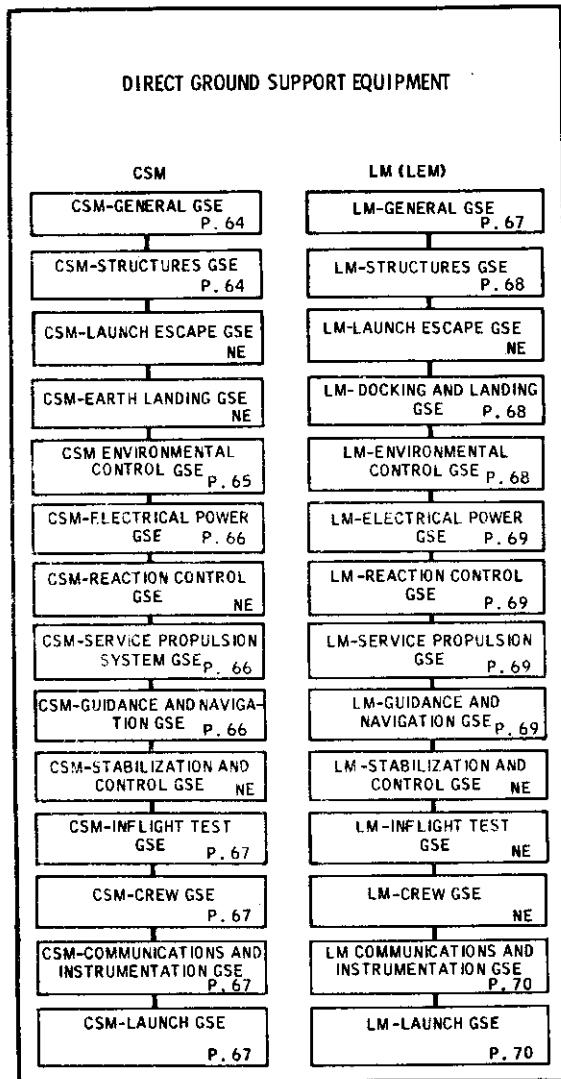 DIRECT GROUND SUPPORT EQUIPMENT
CSM
CSM-GENERAL GSE
P. 64
CSM-STRUCTURES GSE
P. 64
CSM-LAUNCH ESCAPE GSE
NE
CSM-EARTH LANDING GSE
NE
CSM ENVIRONMENTAL
CONTROL GSE
P. 65
CSM-ELECTRICAL POWER
GSE P. 66
CSM-REACTION CONTROL
GSE
NE
CSM-SERVICE PROPULSION
SYSTEM GSE P. 66
CSM-GUIDANCE AND NAVIGA-
TION GSE P. 66
CSM-STABILIZATION AND
CONTROL GSE NE
CSM-INFLIGHT TEST
GSE P. 67
CSM-CREW GSE
P. 67
CSM-COMMUNICATIONS AND
INSTRUMENTATION GSE
P. 67
CSM-LAUNCH GSE
P. 67
LM (LEM)
LM-GENERAL GSE
P. 67
LM-STRUCTURES GSE
P. 68
LM-LAUNCH ESCAPE GSE
NE
LM-DOCKING AND LANDING
GSE P. 68
LM-ENVIRONMENTAL
CONTROL GSE P. 68
LM-ELECTRICAL POWER
GSE P. 69
LM-REACTION CONTROL
GSE P. 69
LM-SERVICE PROPULSION
GSE P. 69
LM-GUIDANCE AND
NAVIGATION GSE P. 69
LM-STABILIZATION AND
CONTROL GSE NE
LM-INFLIGHT TEST
GSE NE
LM-CREW GSE
NE
LM COMMUNICATIONS AND
INSTRUMENTATION GSE
P. 70
LM-LAUNCH GSE
P. 70